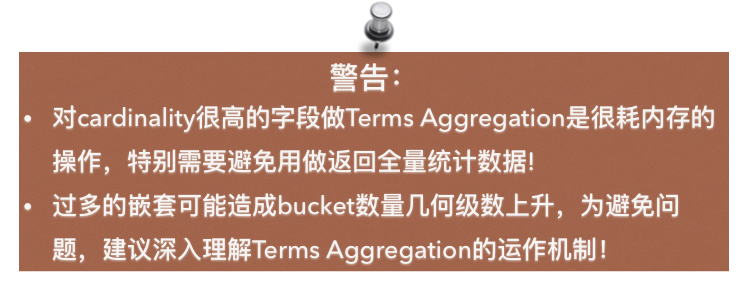 警告：
• 对cardinality很高的字段做Terms Aggregation是很耗内存的
操作，特别需要避免用做返回全量统计数据!
• 过多的嵌套可能造成bucket数量几何级数上升，为避免问
题，建议深入理解Terms Aggregation的运作机制！